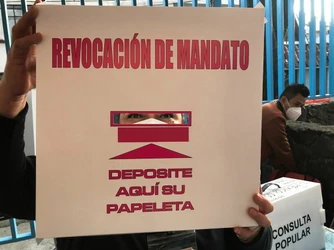 REVOCACIÓN DE MANDATO
DEPOSITE
AQUÍ SU
PAPELETA
CONSULTA
POPULAR